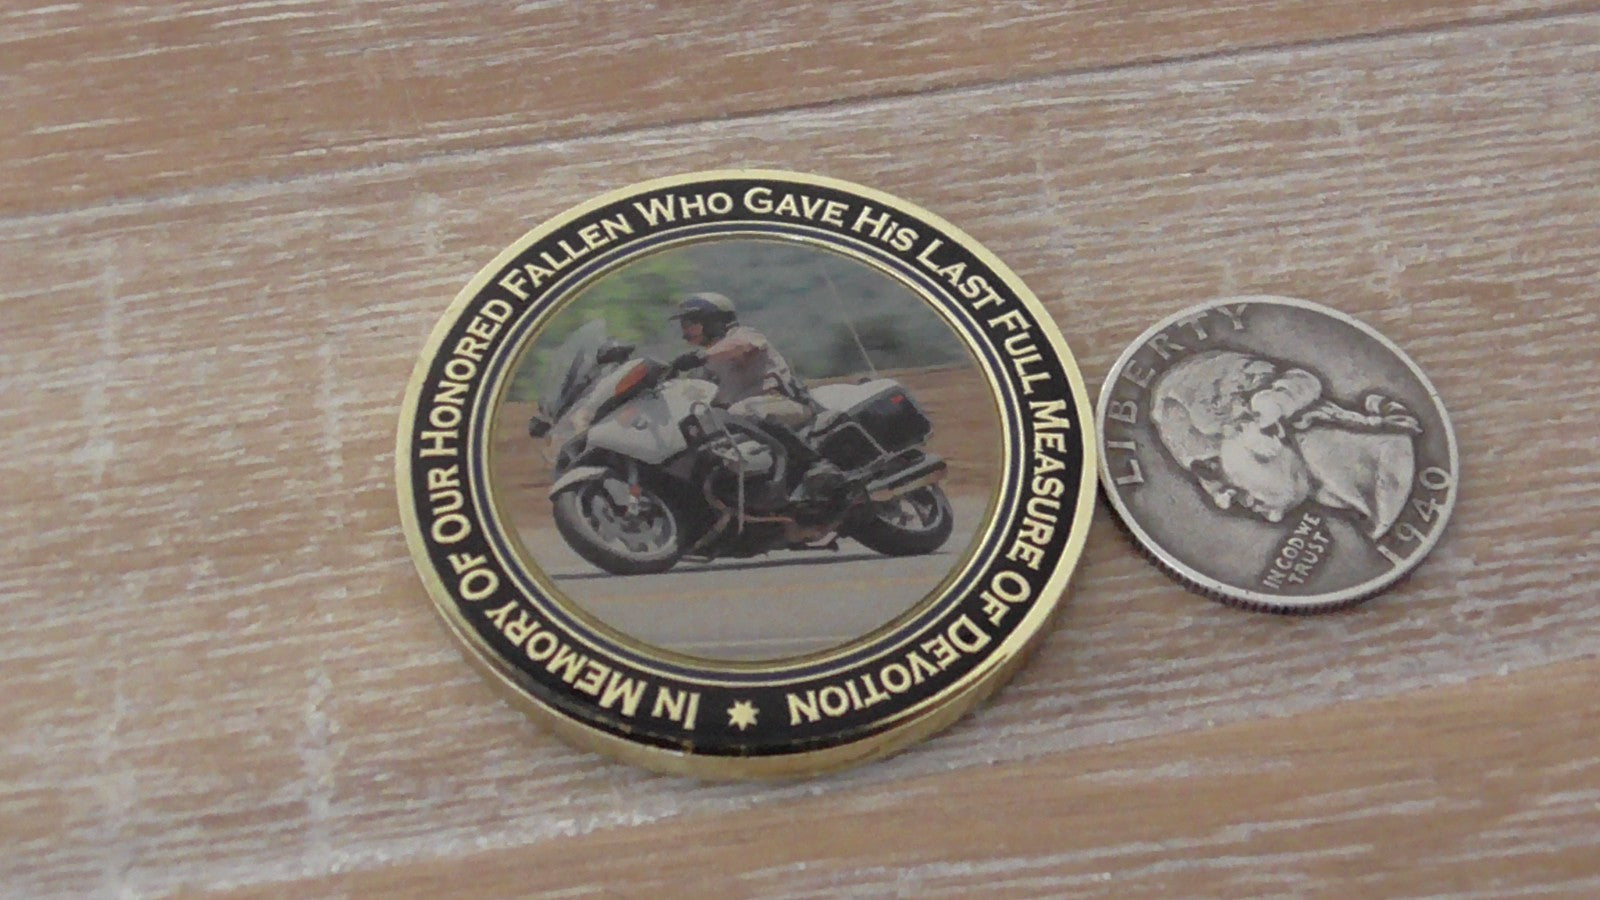 In Memory Of Our Honored Fallen Who Gave His Last Full Measure Of Devotion
LIBERTY
IN GOD WE
TRUST
1940